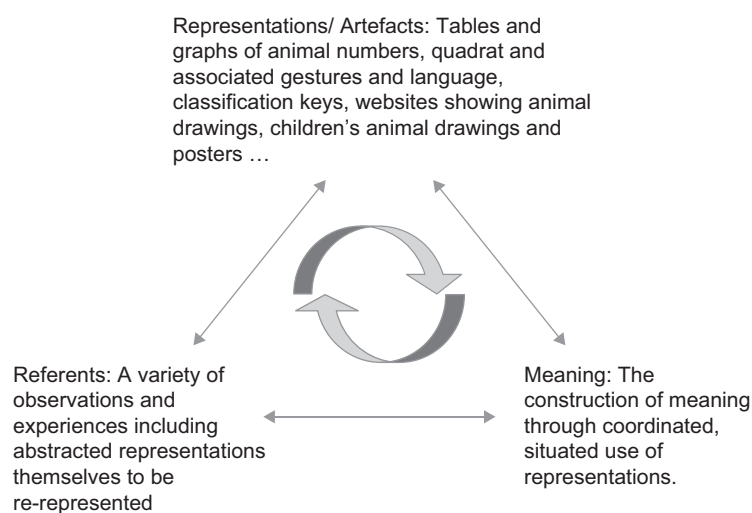 Representations/ Artefacts: Tables and
graphs of animal numbers, quadrat and
associated gestures and language,
classification keys, websites showing animal
drawings, children's animal drawings and
posters …
Referents: A variety of
observations and
experiences including
abstracted representations
themselves to be
re-represented
Meaning: The
construction of meaning
through coordinated,
situated use of
representations.